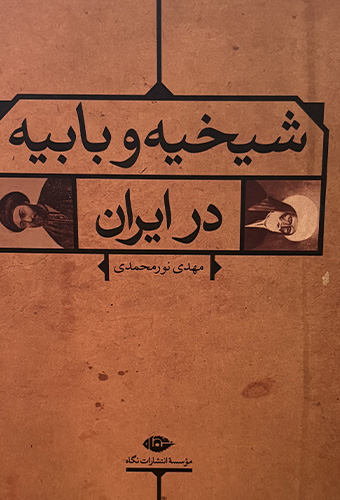 شیخیه و بابیه
در ایران
مهدی نورمحمدی
مؤسسهٔ انتشارات نگاه